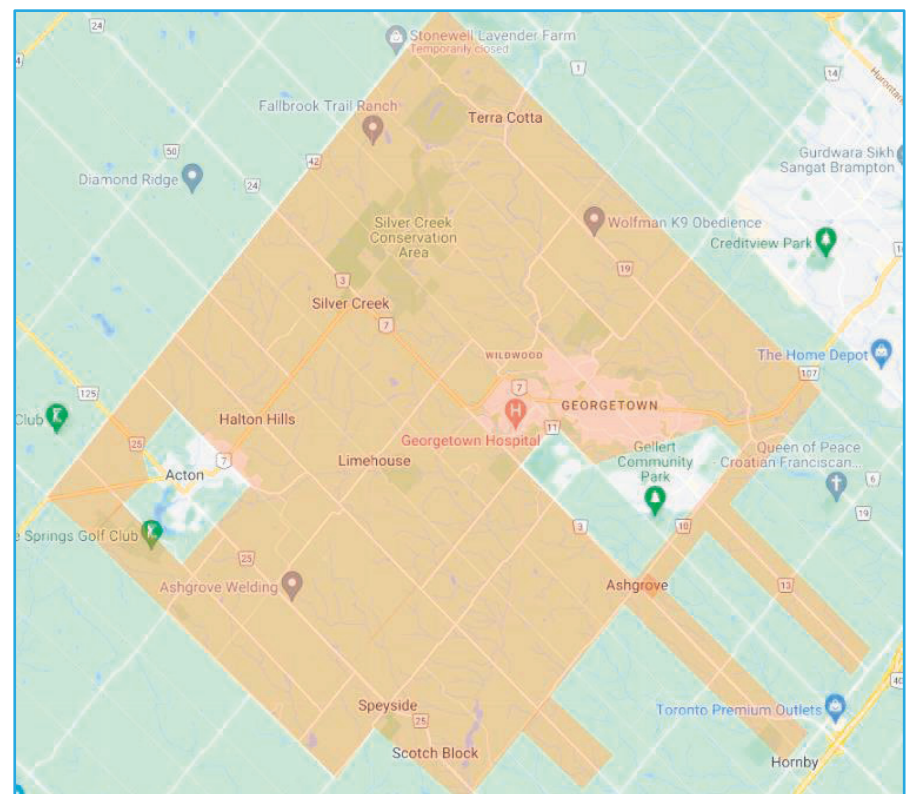 24
Stonewell Lavender Farm
Temporarily closed
1
14
Hurontar
Fallbrook Trail Ranch
Terra Cotta
50
42
Gurdwara Sikh
Sangat Brampton
Diamond Ridge
24
Silver Creek
Conservation
Area
Wolfman K9 Obedience
Creditview Park
19
3
Silver Creek
7
WILDWOOD
The Home Depot
107
125
7
GEORGETOWN
Club
Halton Hills
11
Georgetown Hospital
25
Limehouse
7
Acton
Gellert
Community
Park
Queen of Peace
Croatian Franciscan...
6
19
3
10
e Springs Golf Club
25
Ashgrove Welding
Ashgrove
13
40
Speyside
25
Toronto Premium Outlets
Scotch Block
Hornby